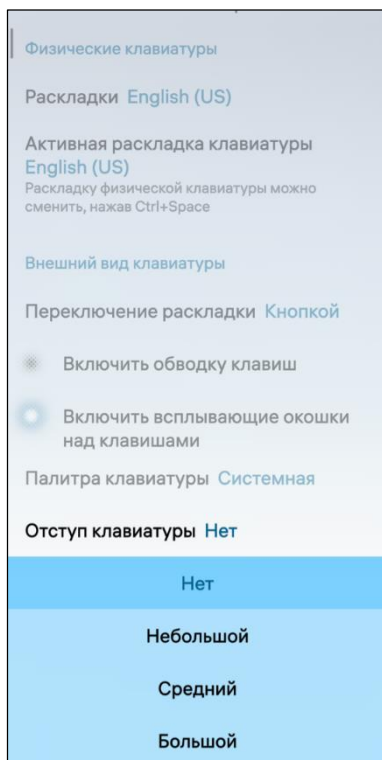 Физические клавиатуры
Раскладки English (US)
Активная раскладка клавиатуры
English (US)
Раскладку физической клавиатуры можно
сменить, нажав Ctrl+Space
Внешний вид клавиатуры
Переключение раскладки Кнопкой
Включить обводку клавиш
Включить всплывающие окошки
над клавишами
Палитра клавиатуры Системная
Отступ клавиатуры Нет
Нет
Небольшой
Средний
Большой